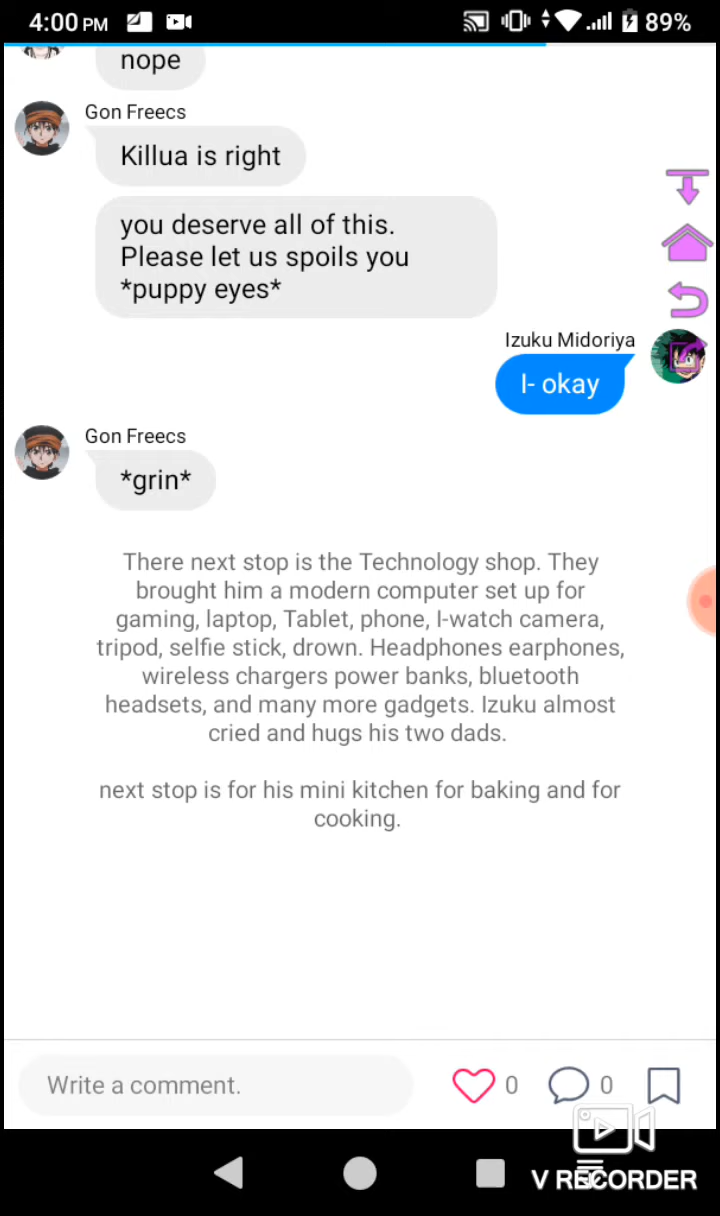 4:00 PM
89%
nope
Gon Freecs
Killua is right
you deserve all of this.
Please let us spoils you
*puppy eyes*
Izuku Midoriya
I- okay
Gon Freecs
*grin*
There next stop is the Technology shop. They
brought him a modern computer set up for
gaming, laptop, Tablet, phone, I-watch camera,
tripod, selfie stick, drown. Headphones earphones,
wireless chargers power banks, bluetooth
headsets, and many more gadgets. Izuku almost
cried and hugs his two dads.
next stop is for his mini kitchen for baking and for
cooking.
Write a comment.
0
0
V RECORDER